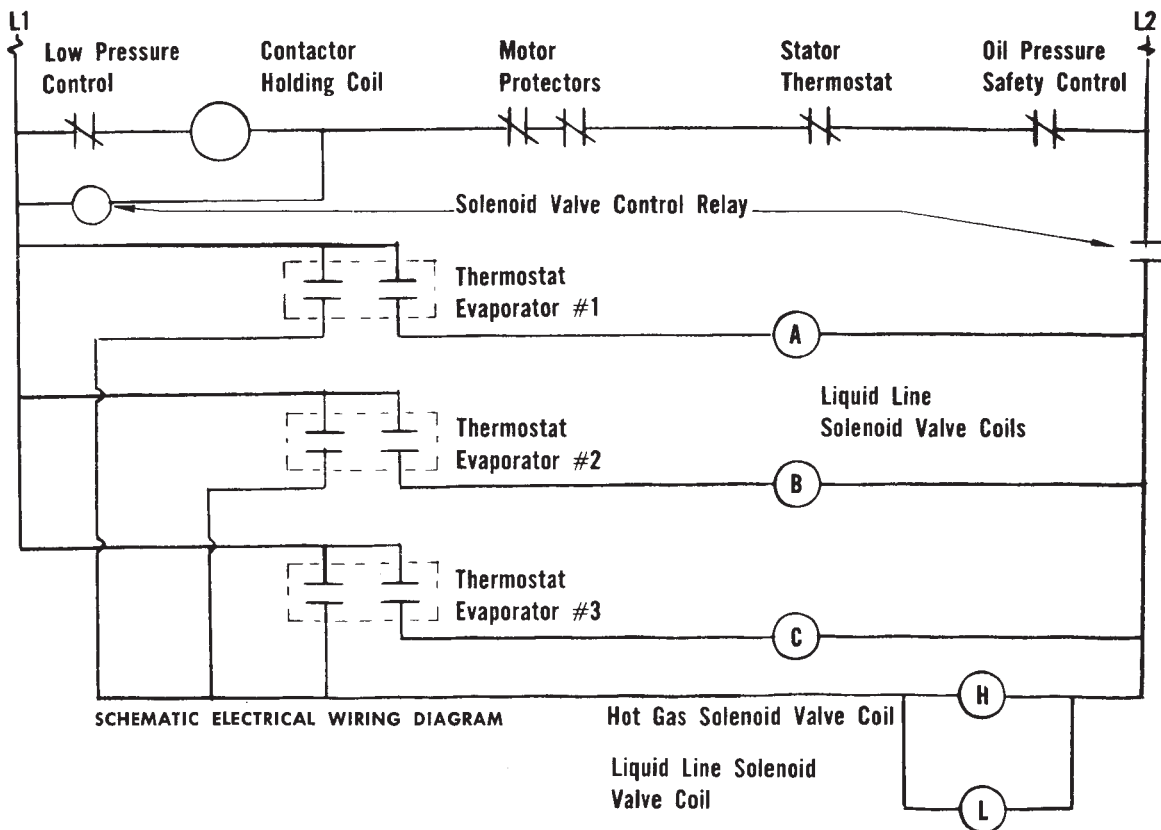 L1
L2
Low Pressure
Control
Contactor
Holding Coil
Motor
Protectors
Stator
Thermostat
Oil Pressure
Safety Control
Solenoid Valve Control Relay
Thermostat
Evaporator #1
A
Liquid Line
Solenoid Valve Coils
Thermostat
Evaporator #2
B
Thermostat
Evaporator #3
C
H
SCHEMATIC ELECTRICAL WIRING DIAGRAM
Hot Gas Solenoid Valve Coil
Liquid Line Solenoid
Valve Coil
L